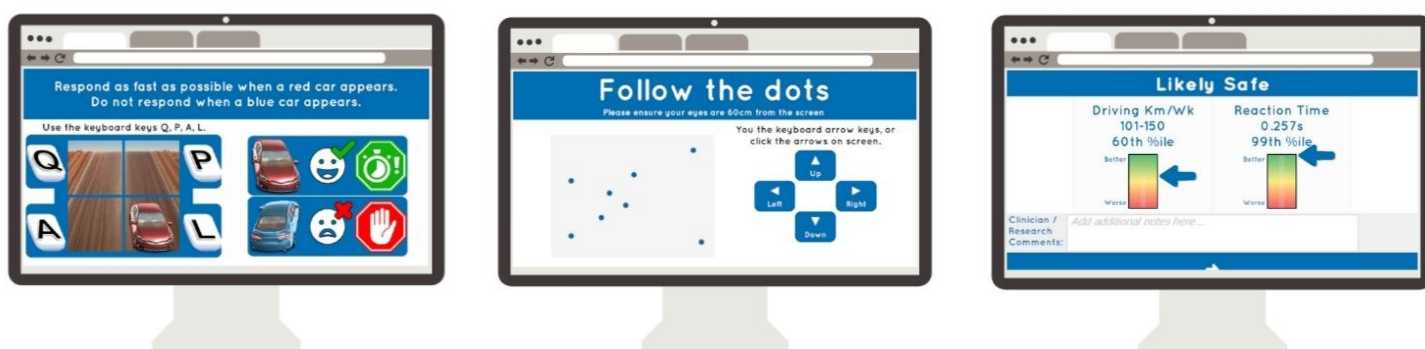 Respond as fast as possible when a red car appears.
Do not respond when a blue car appears.
Use the keyboard keys Q, P, A, L.
Q
P
A
L
Follow the dots
Please ensure your eyes are 60cm from the screen
You the keyboard arrow keys, or
click the arrows on screen.
Up
Left
Right
Down
Likely Safe
Driving Km/Wk
101-150
60th %ile
Better
Worse
Reaction Time
0.257s
99th %ile
Better
Worse
Clinician /
Research
Comments:
Add additional notes here...